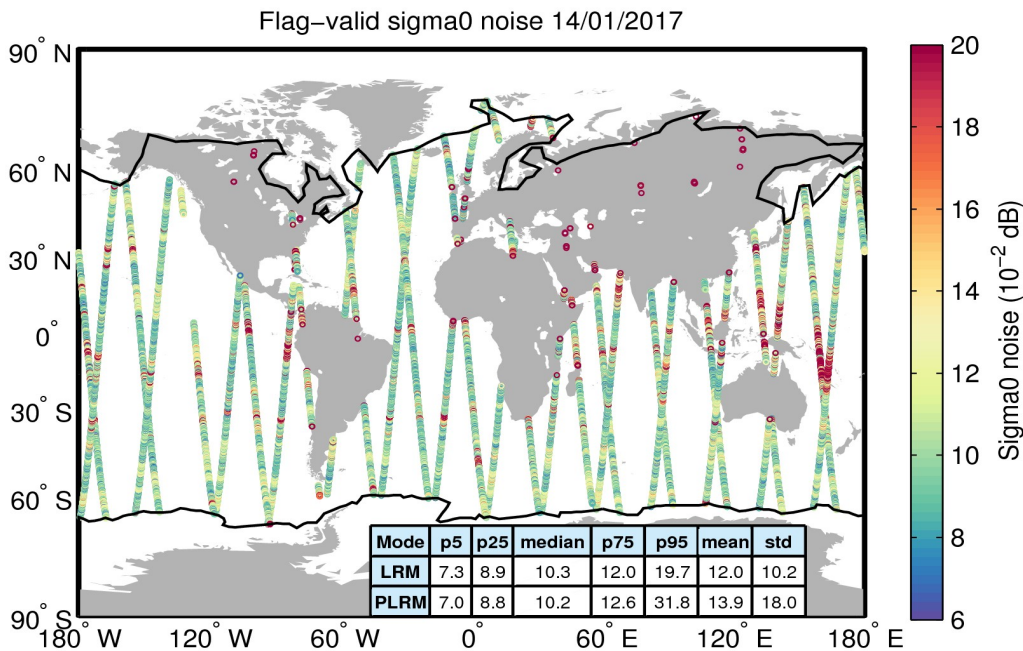 Flag−valid sigma0 noise 14/01/2017
90° N
60° N
30° N
0°
30° S
60° S
90° S
180° W
120° W
60° W
0°
60° E
120° E
180° E
Mode p5 p25 median p75 p95 mean std
LRM 7.3 8.9 10.3 12.0 19.7 12.0 10.2
PLRM 7.0 8.8 10.2 12.6 31.8 13.9 18.0
20
18
16
14
12
10
8
6
Sigma0 noise (10⁻² dB)